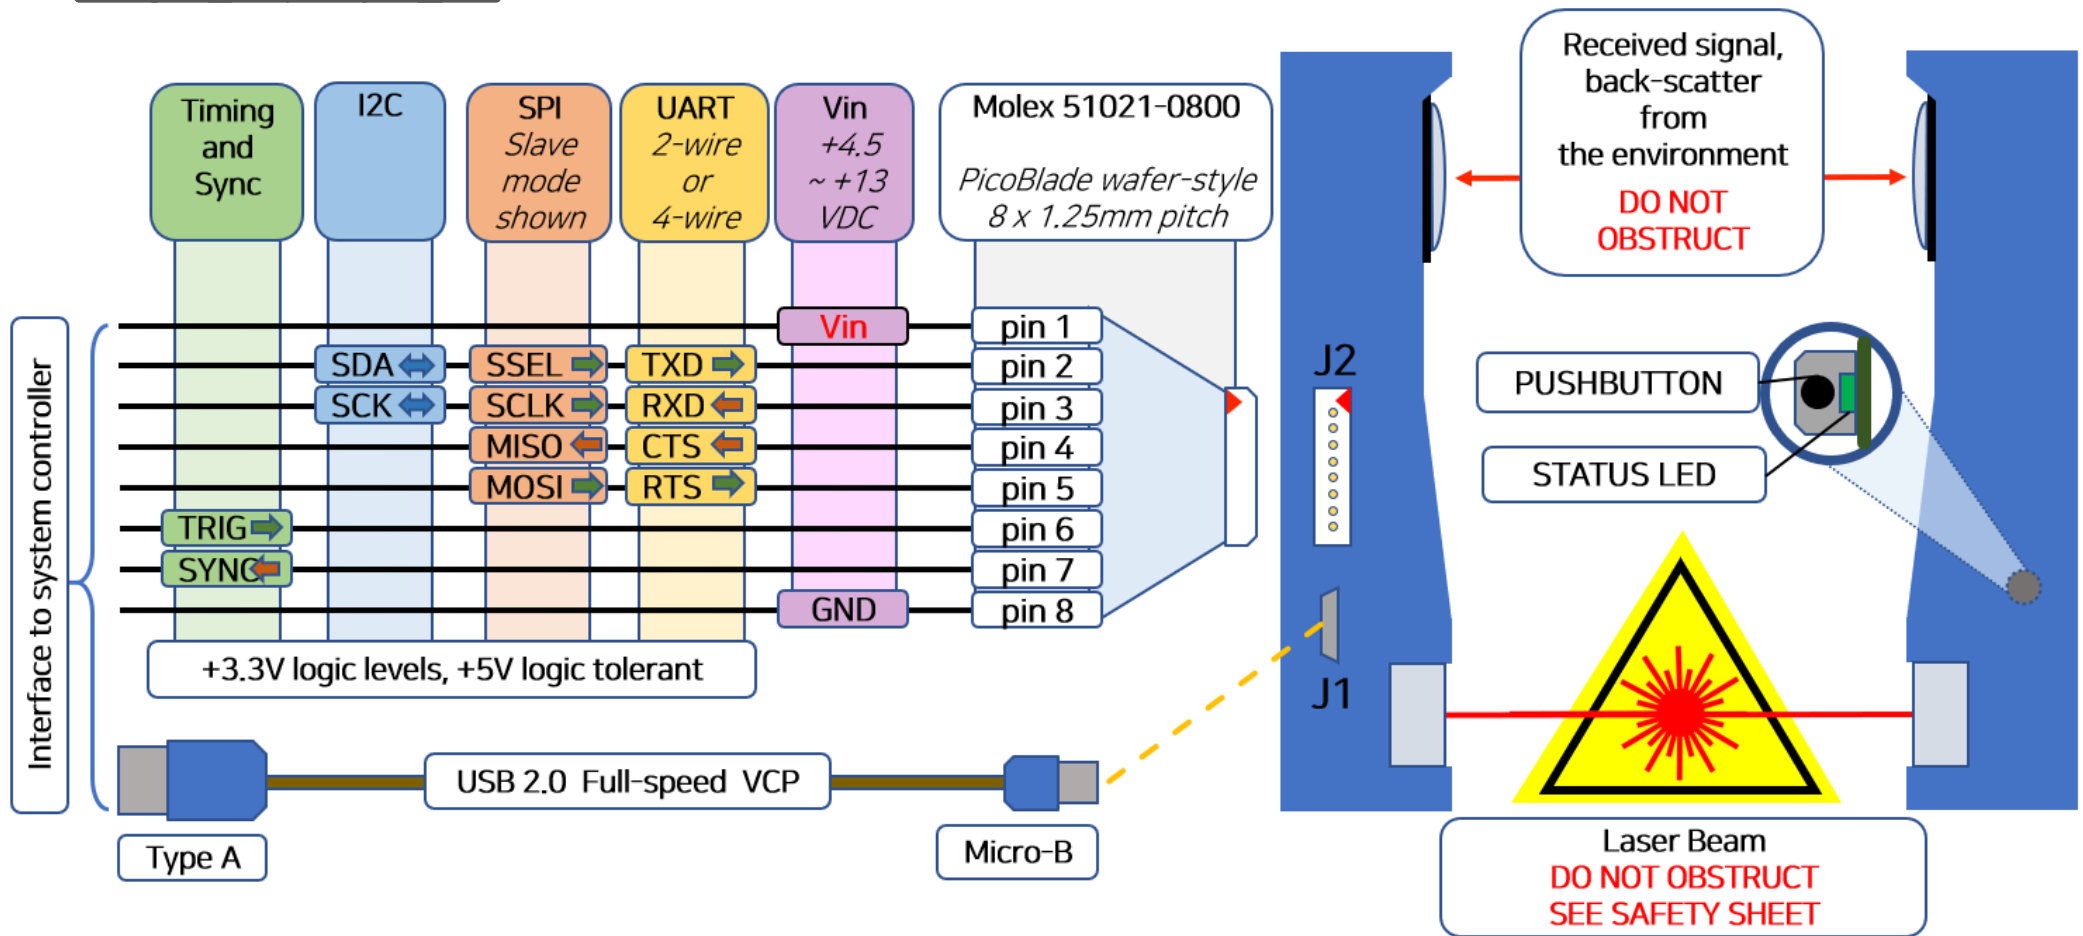 Timing
and
Sync
I2C
SPI
Slave
mode
shown
UART
2-wire
or
4-wire
Vin
+4.5
~ +13
VDC
Molex 51021-0800
PicoBlade wafer-style
8 x 1.25mm pitch
Received signal,
back-scatter
from
the environment
DO NOT
OBSTRUCT
Interface to system controller
Vin
pin 1
SDA
SSEL
TXD
pin 2
SCK
SCLK
RXD
pin 3
MISO
CTS
pin 4
MOSI
RTS
pin 5
TRIG
pin 6
SYNC
pin 7
GND
pin 8
+3.3V logic levels, +5V logic tolerant
J2
J1
PUSHBUTTON
STATUS LED
USB 2.0 Full-speed VCP
Type A
Micro-B
Laser Beam
DO NOT OBSTRUCT
SEE SAFETY SHEET